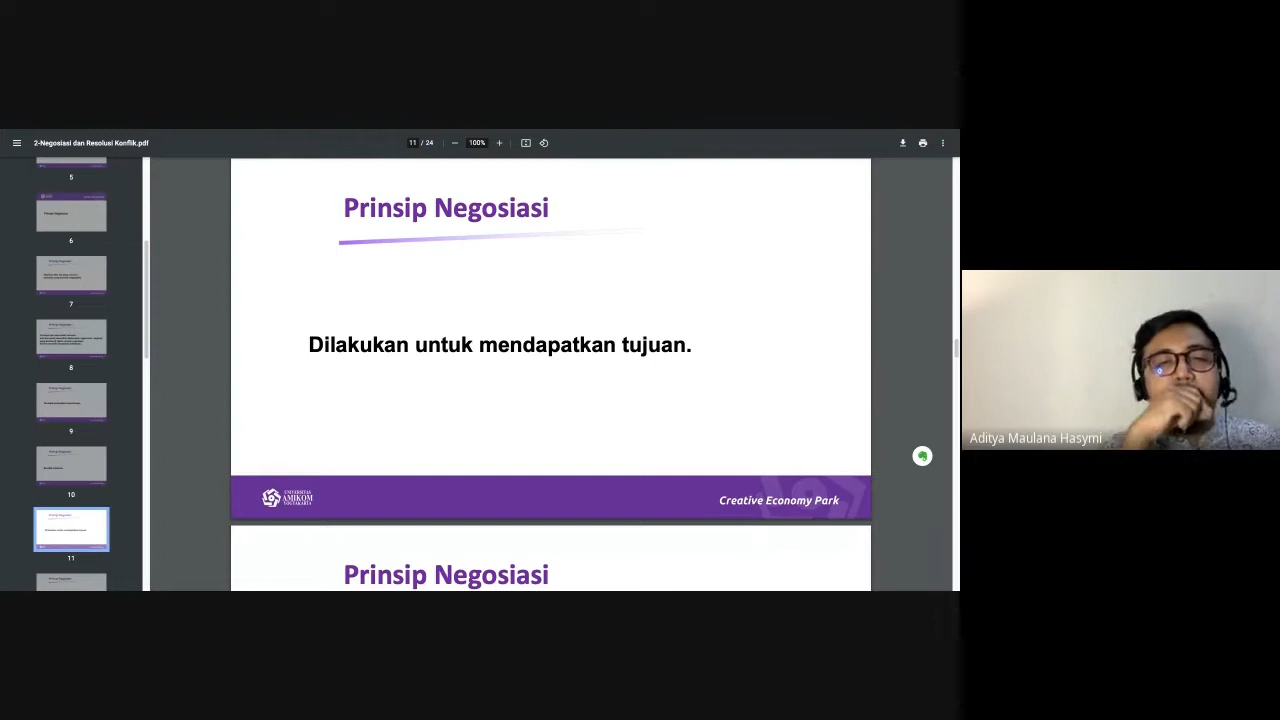 2-Negosiasi dan Resolusi Konflik.pdf
11 / 24
100%
5
6
7
8
9
10
11
Prinsip Negosiasi
Dilakukan untuk mendapatkan tujuan.
UNIVERSITAS
AMIKOM
YOGYAKARTA
Creative Economy Park
Prinsip Negosiasi
Aditya Maulana Hasymi